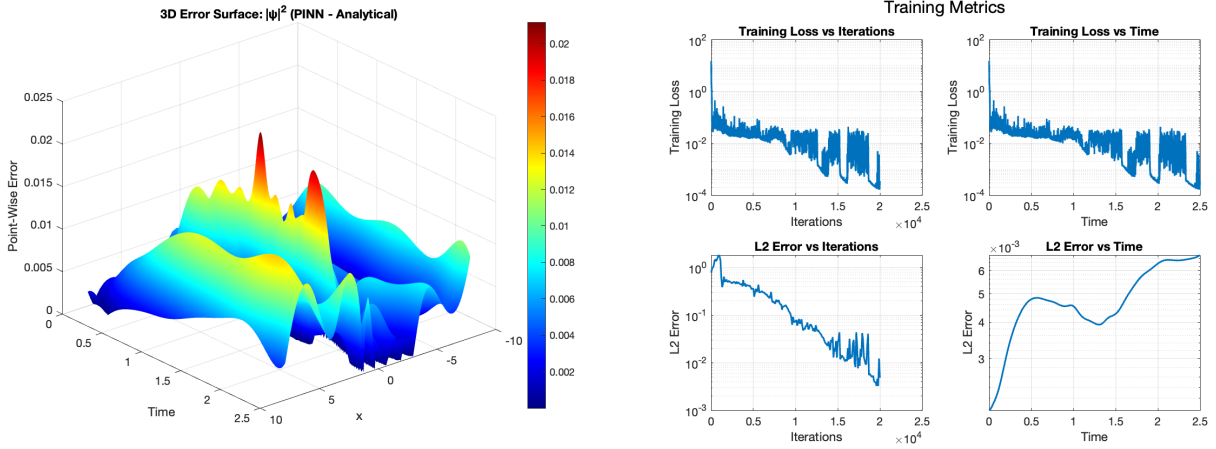 3D Error Surface: |ψ|² (PINN - Analytical)
0.025
0.02
0.015
0.01
0.005
0
Point-Wise Error
0
0.5
1
1.5
2
2.5
Time
10
5
0
-5
-10
x
0.02
0.018
0.016
0.014
0.012
0.01
0.008
0.006
0.004
0.002
Training Metrics
Training Loss vs Iterations
10²
10⁰
10⁻²
10⁻⁴
Training Loss
0 0.5 1 1.5 2 2.5
Iterations
×10⁴
Training Loss vs Time
10²
10⁰
10⁻²
10⁻⁴
Training Loss
0 0.5 1 1.5 2 2.5
Time
×10⁴
L2 Error vs Iterations
10⁰
10⁻¹
10⁻²
10⁻³
L2 Error
0 0.5 1 1.5 2 2.5
Iterations
×10⁴
L2 Error vs Time
×10⁻³
6
5
4
3
L2 Error
0 0.5 1 1.5 2 2.5
Time